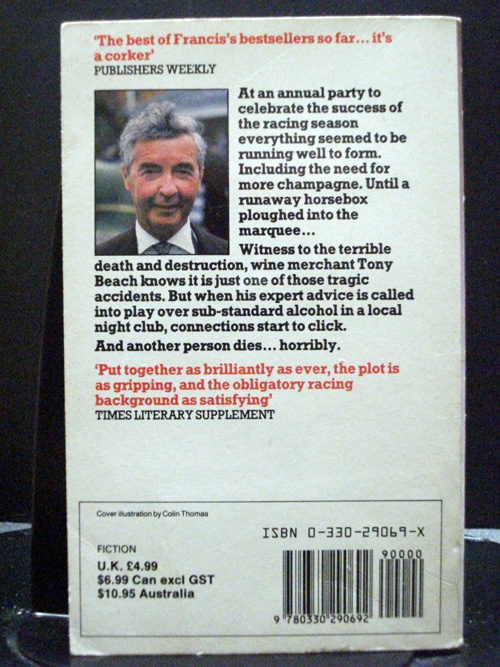 'The best of Francis's bestsellers so far... it's
a corker'
PUBLISHERS WEEKLY
At an annual party to
celebrate the success of
the racing season
everything seemed to be
running well to form.
Including the need for
more champagne. Until a
runaway horsebox
ploughed into the
marquee...
Witness to the terrible
death and destruction, wine merchant Tony
Beach knows it is just one of those tragic
accidents. But when his expert advice is called
into play over sub-standard alcohol in a local
night club, connections start to click.
And another person dies... horribly.
'Put together as brilliantly as ever, the plot is
as gripping, and the obligatory racing
background as satisfying'
TIMES LITERARY SUPPLEMENT
Cover illustration by Colin Thomas
ISBN 0-330-29069-X
FICTION
U.K. £4.99
$6.99 Can excl GST
$10.95 Australia
90000
9 780330 290692